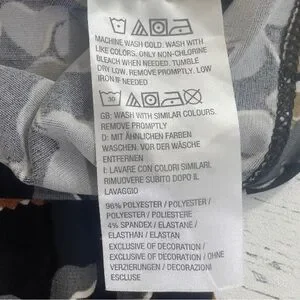 MACHINE WASH COLD. WASH WITH
LIKE COLORS. ONLY NON-CHLORINE
BLEACH WHEN NEEDED. TUMBLE
DRY LOW. REMOVE PROMPTLY. LOW
IRON IF NEEDED
30
GB: WASH WITH SIMILAR COLOURS.
REMOVE PROMPTLY
D: MIT ÄHNLICHEN FARBEN
WASCHEN. VOR DER WÄSCHE
ENTFERNEN
I: LAVARE CON COLORI SIMILARI.
RIMUOVERE SUBITO DOPO IL
LAVAGGIO
96% POLYESTER / POLYESTER /
POLYESTER / POLIESTERE
4% SPANDEX / ELASTANE /
ELASTHAN / ELASTAN
EXCLUSIVE OF DECORATION /
EXCLUSIVE OF DECORATION / OHNE
VERZIERUNGEN / DECORAZIONI
ESCLUSE